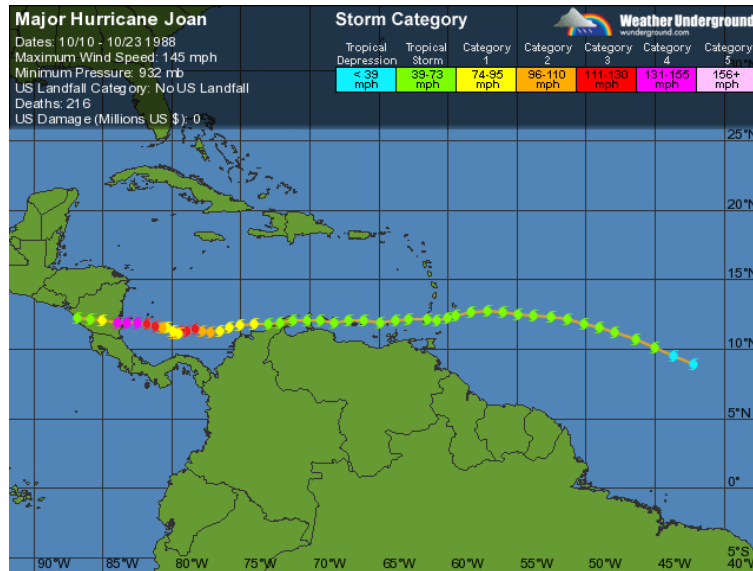 Major Hurricane Joan
Dates: 10/10 - 10/23 1988
Maximum Wind Speed: 145 mph
Minimum Pressure: 932 mb
US Landfall Category: No US Landfall
Deaths: 216
US Damage (Millions US $): 0
Storm Category
Weather Underground
wunderground.com
Tropical Depression
Tropical Storm
Category 1
Category 2
Category 3
Category 4
Category 5
< 39 mph
39-73 mph
74-95 mph
96-110 mph
111-130 mph
131-155 mph
156+ mph
25°N
20°N
15°N
10°N
5°N
0°
5°S
90°W
85°W
80°W
75°W
70°W
65°W
60°W
55°W
50°W
45°W